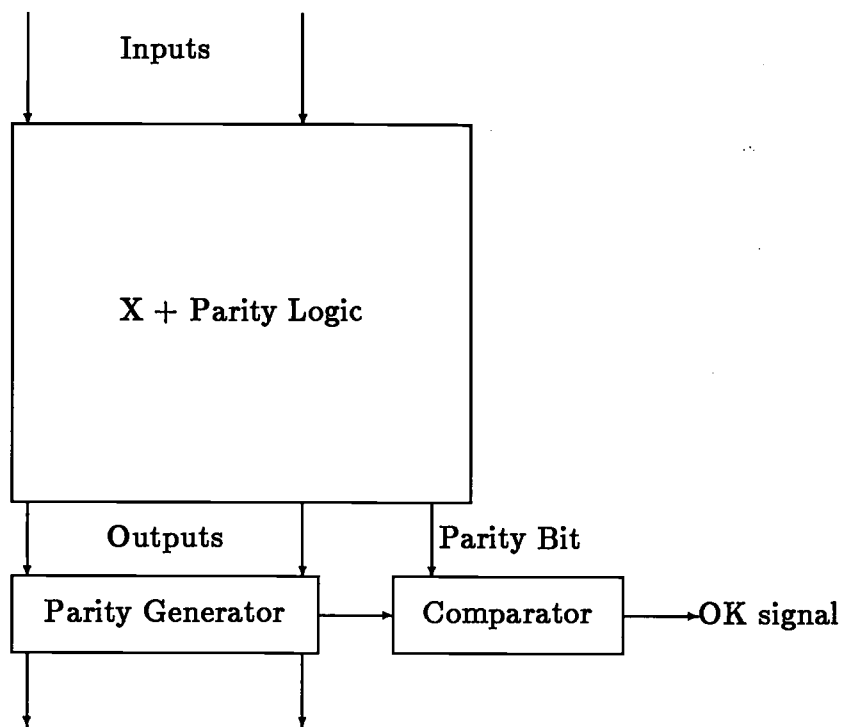 Inputs
X + Parity Logic
Outputs
Parity Bit
Parity Generator
Comparator
OK signal